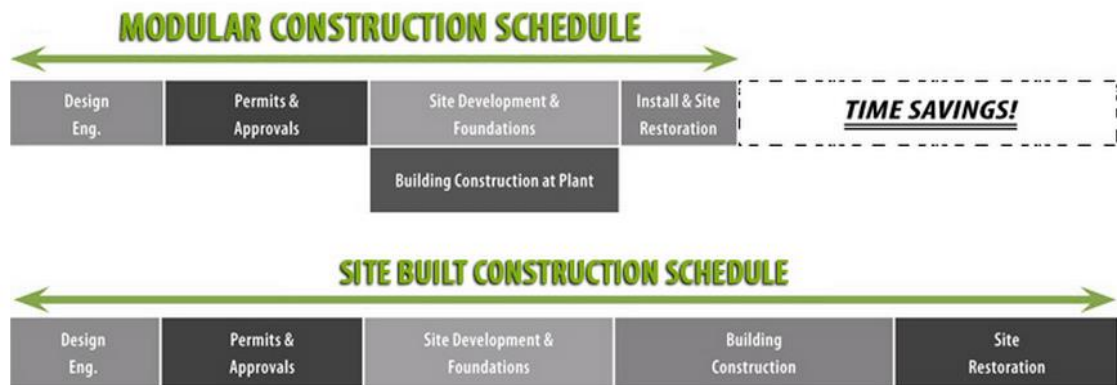 MODULAR CONSTRUCTION SCHEDULE
Design
Eng.
Permits &
Approvals
Site Development &
Foundations
Install & Site
Restoration
TIME SAVINGS!
Building Construction at Plant
SITE BUILT CONSTRUCTION SCHEDULE
Design
Eng.
Permits &
Approvals
Site Development &
Foundations
Building
Construction
Site
Restoration